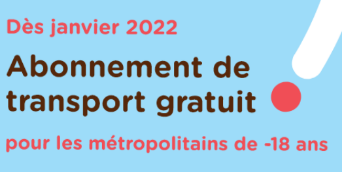 Dès janvier 2022
Abonnement de
transport gratuit
pour les métropolitains de -18 ans